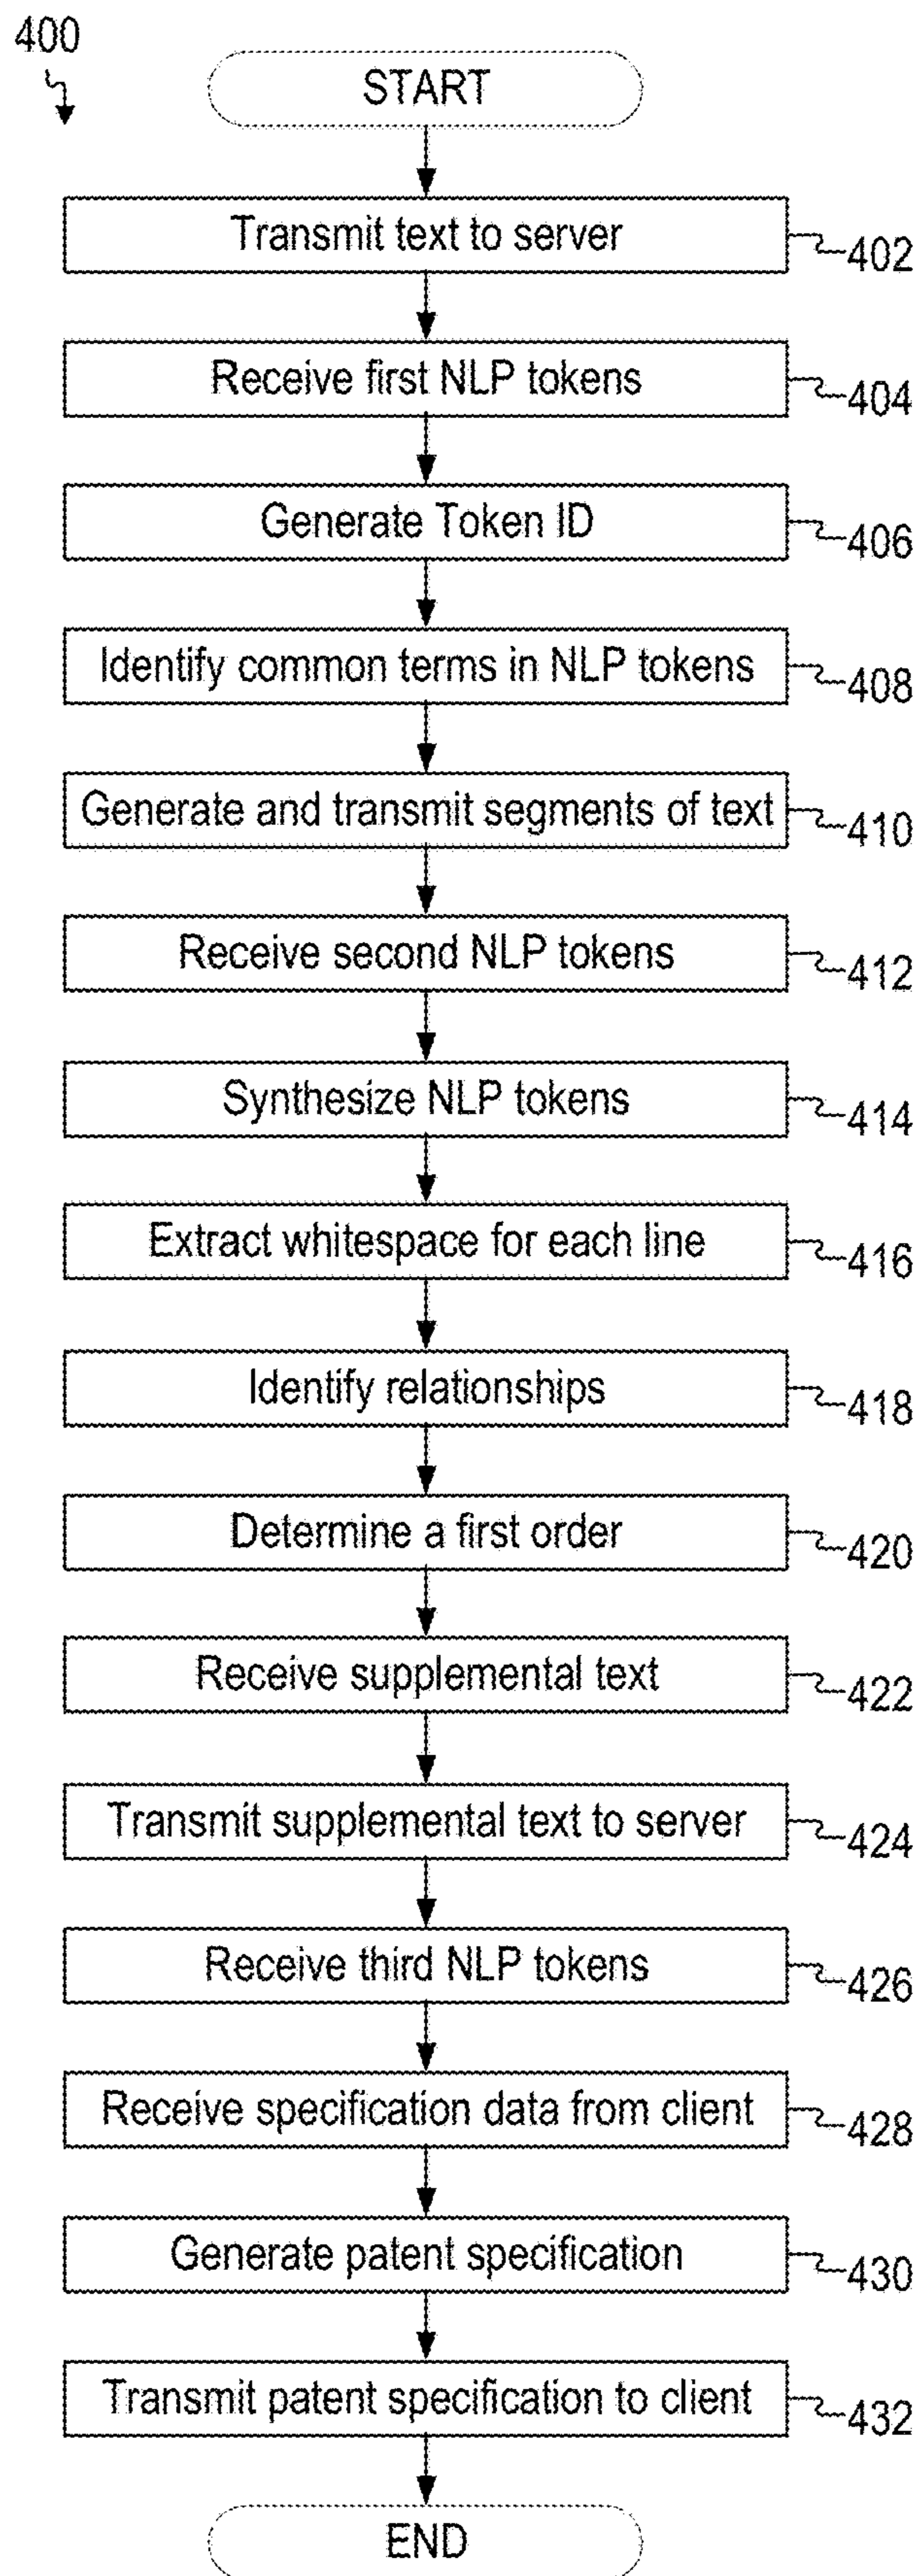 400
START
Transmit text to server
402
Receive first NLP tokens
404
Generate Token ID
406
Identify common terms in NLP tokens
408
Generate and transmit segments of text
410
Receive second NLP tokens
412
Synthesize NLP tokens
414
Extract whitespace for each line
416
Identify relationships
418
Determine a first order
420
Receive supplemental text
422
Transmit supplemental text to server
424
Receive third NLP tokens
426
Receive specification data from client
428
Generate patent specification
430
Transmit patent specification to client
432
END